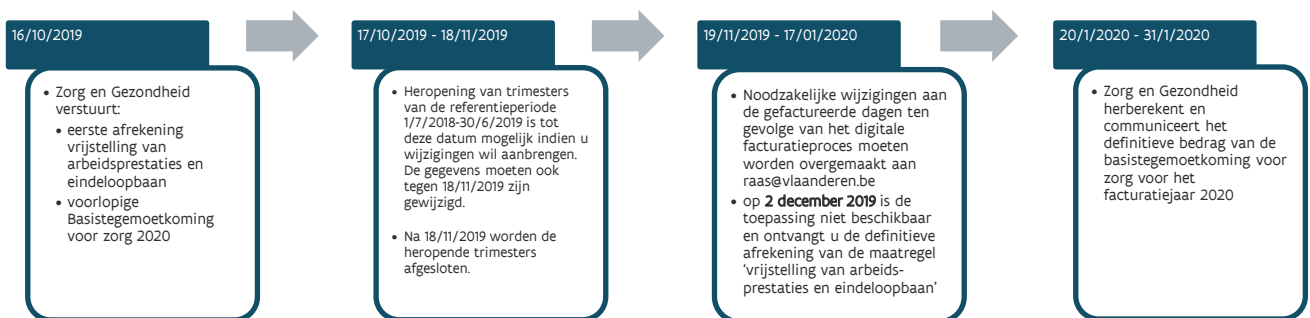 16/10/2019
• Zorg en Gezondheid
verstuurt:
• eerste afrekening
vrijstelling van
arbeidsprestaties en
eindeloopbaan
• voorlopige
Basistegemoetkoming
voor zorg 2020
17/10/2019 - 18/11/2019
• Heropening van trimesters
van de referentieperiode
1/7/2018-30/6/2019 is tot
deze datum mogelijk indien u
wijzigingen wil aanbrengen.
De gegevens moeten ook
tegen 18/11/2019 zijn
gewijzigd.
• Na 18/11/2019 worden de
heropende trimesters
afgesloten.
19/11/2019 - 17/01/2020
• Noodzakelijke wijzigingen aan
de gefactureerde dagen ten
gevolge van het digitale
facturatieproces moeten
worden overgemaakt aan
raas@vlaanderen.be
• op 2 december 2019 is de
toepassing niet beschikbaar
en ontvangt u de definitieve
afrekening van de maatregel
‘vrijstelling van arbeids-
prestaties en eindeloopbaan’
20/1/2020 - 31/1/2020
• Zorg en Gezondheid
herberekent en
communiceert het
definitieve bedrag van de
basistegemoetkoming voor
zorg voor het
facturatiejaar 2020